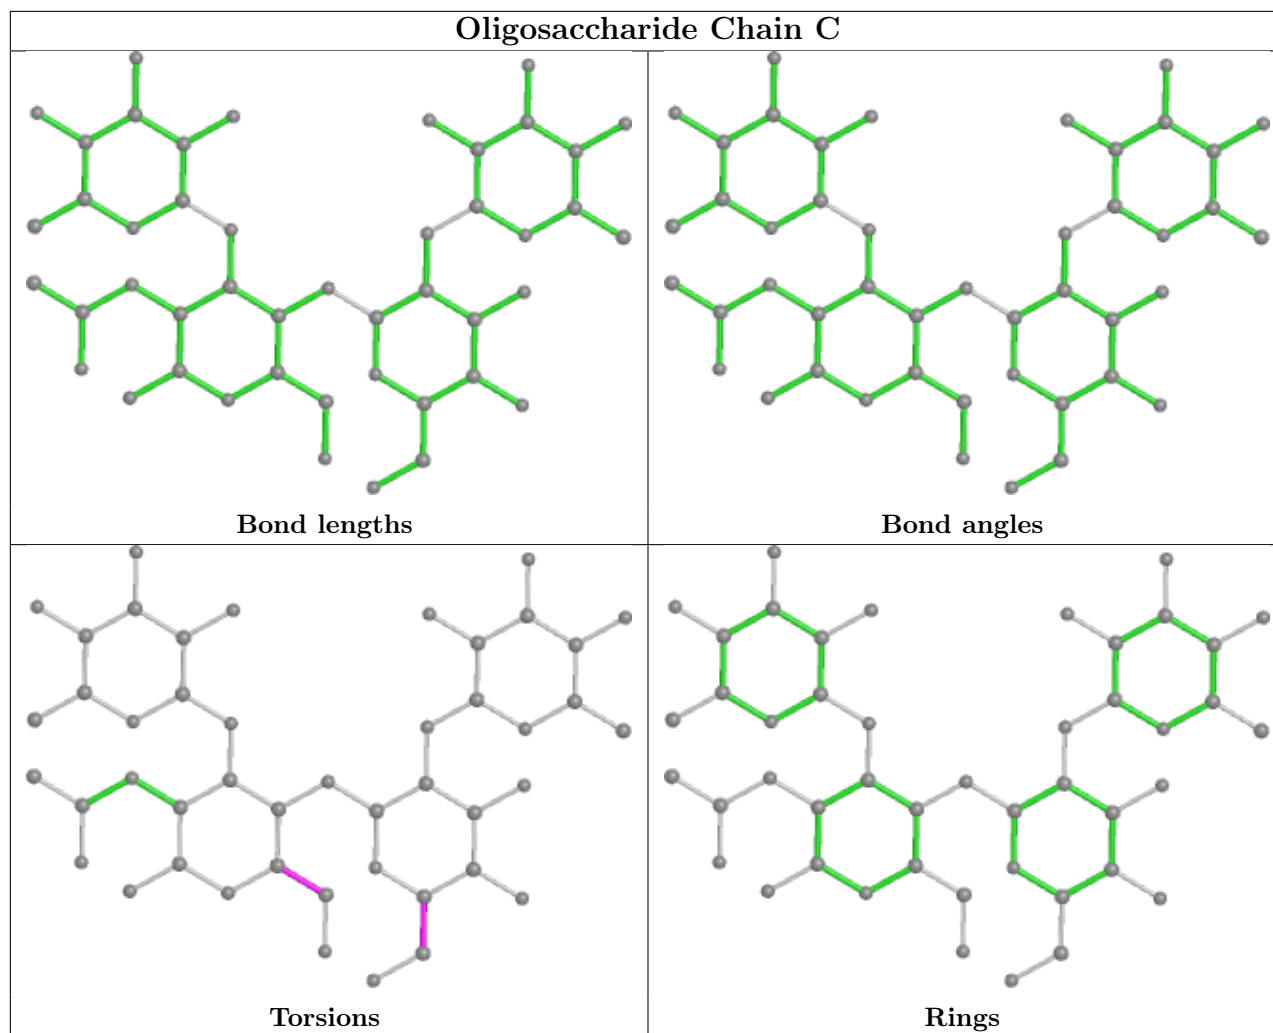 Oligosaccharide Chain C
Bond lengths
Bond angles
Torsions
Rings